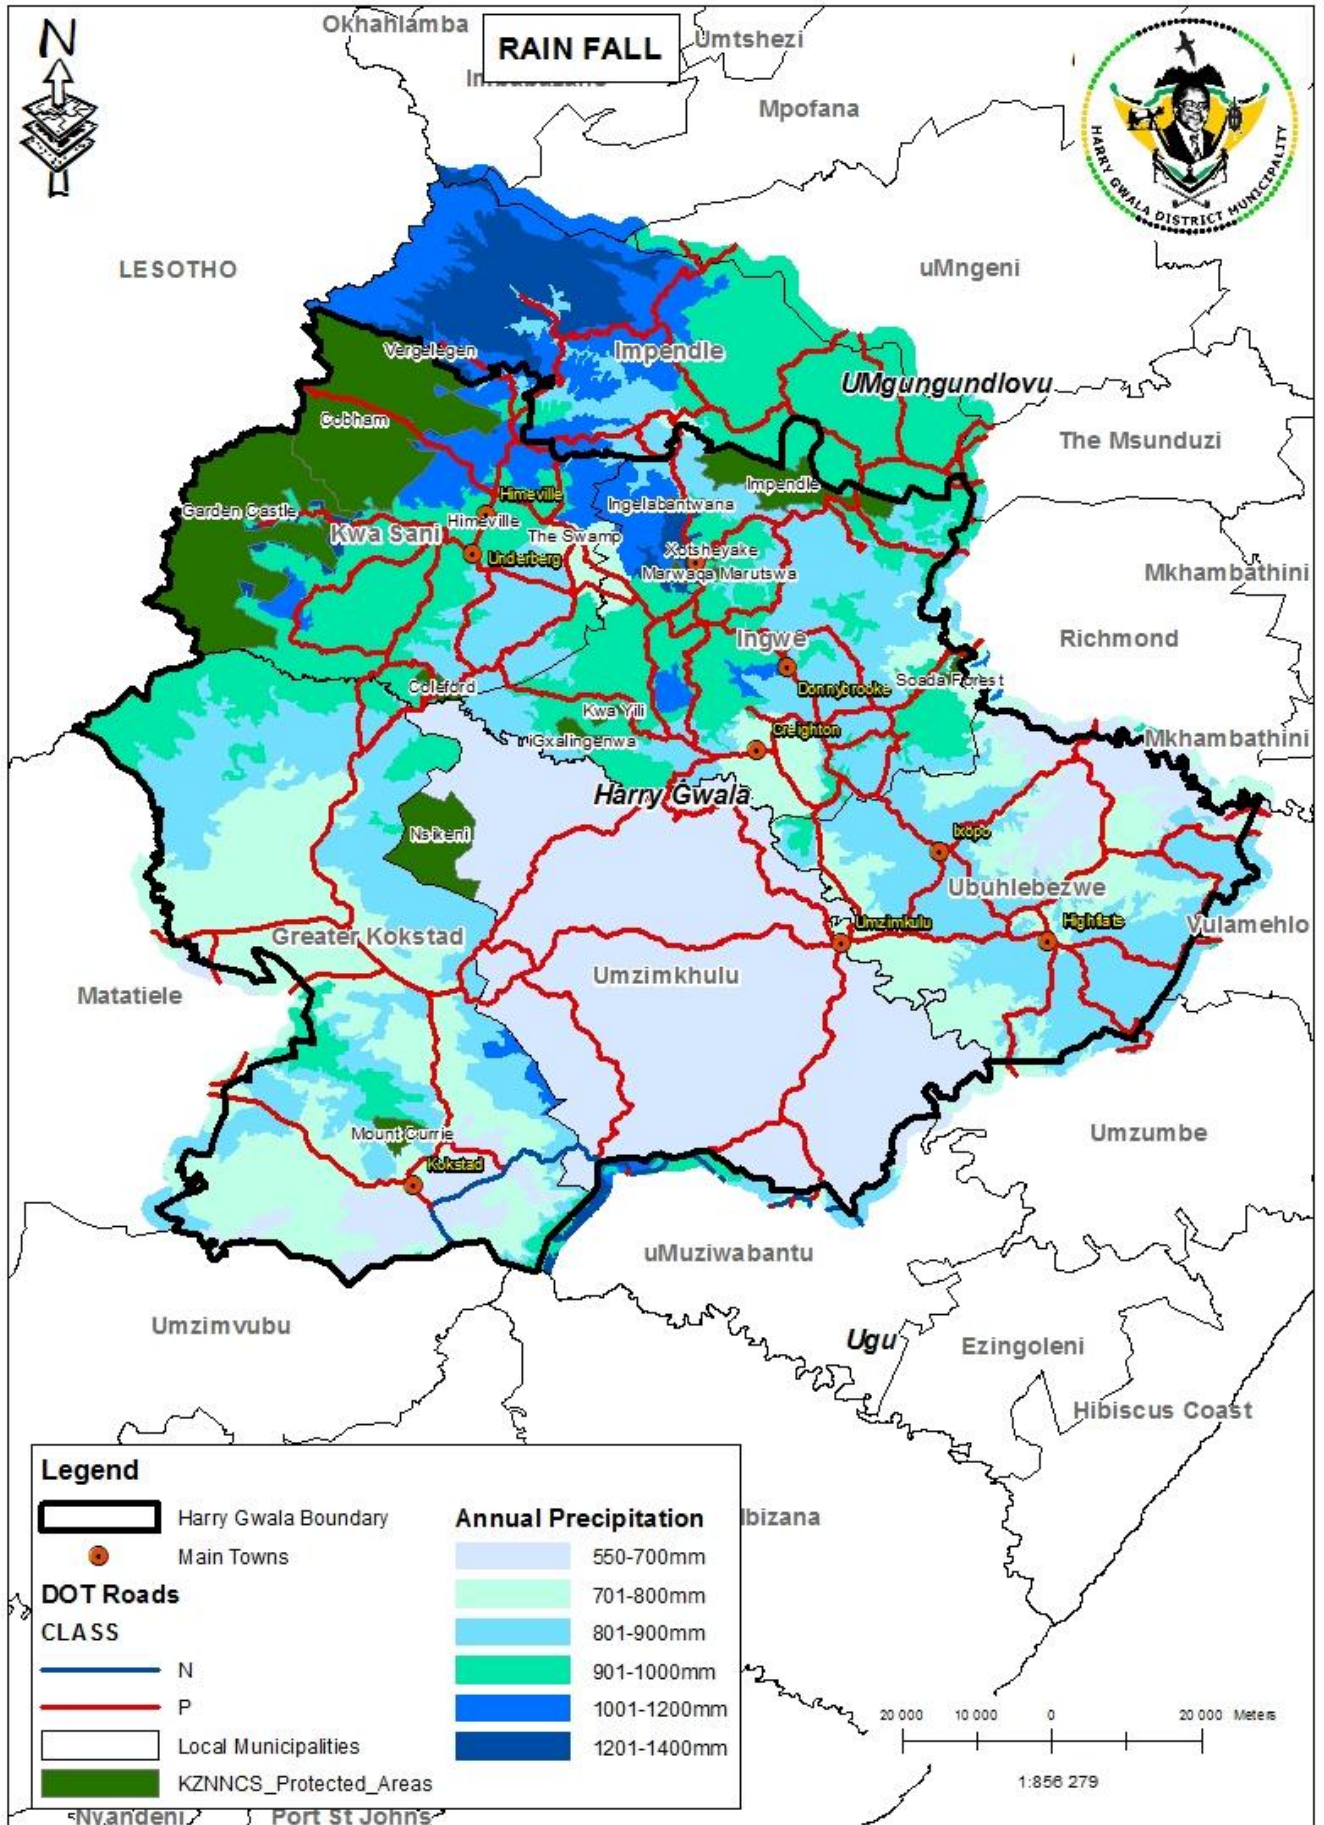 Okhahlamba
RAIN FALL
Umtshezi
Mpofana
N
HARRY GWALA DISTRICT MUNICIPALITY
LESOTHO
uMngeni
Vergelegen
Impendle
UMgungundlovu
Cobham
The Msunduzi
Impendle
Garden Castle
Himeville
Ingelabantwana
Kwa Sani
Himeville
The Swamp
Underberg
Xotsheyake
Marwaqa Marutswa
Mkhambathini
Ingwe
Richmond
Coleford
Donnybrooke
Soada Forest
Kwa Yili
Creighton
iGxalingenwa
Mkhambathini
Harry Gwala
Nsikeni
Ixopo
Ubuhlebezwe
Greater Kokstad
Umzimkulu
Highflats
Vulamehlo
Matatiele
Umzimkhulu
Mount Currie
Umzumbe
Kokstad
uMuziwabantu
Umzimvubu
Ugu
Ezingoleni
Hibiscus Coast
Legend
Harry Gwala Boundary
Main Towns
DOT Roads
CLASS
N
P
Local Municipalities
KZNNCS_Protected_Areas
Annual Precipitation
550-700mm
701-800mm
801-900mm
901-1000mm
1001-1200mm
1201-1400mm
20 000 10 000 0 20 000 Meters
1:856 279
Nyandeni
Port St Johns